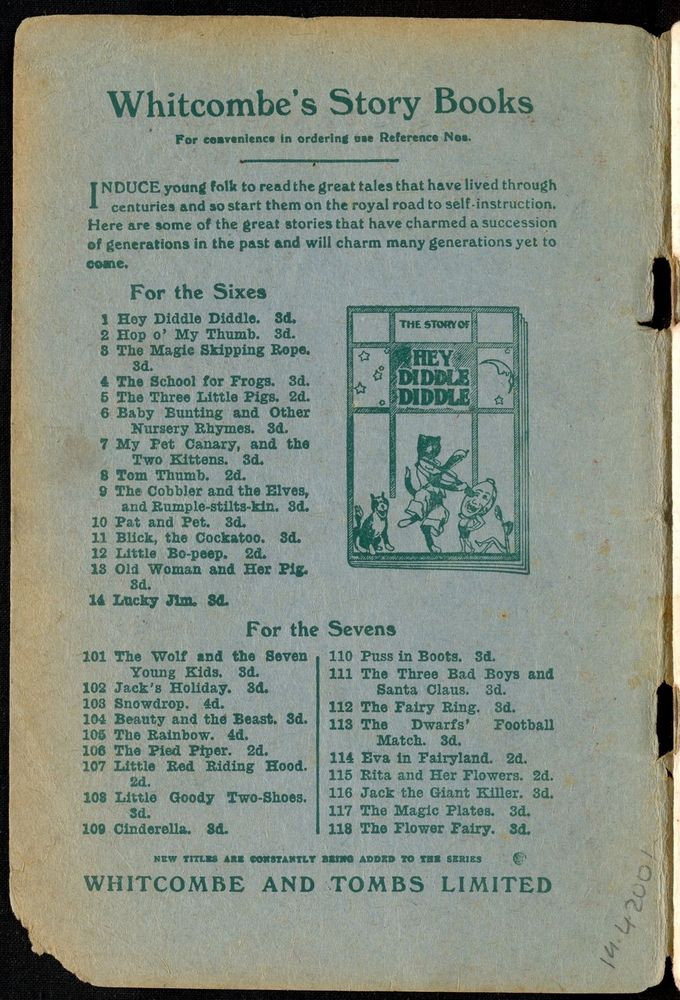 Whitcombe's Story Books
For convenience in ordering use Reference Nos.
INDUCE young folk to read the great tales that have lived through
centuries and so start them on the royal road to self-instruction.
Here are some of the great stories that have charmed a succession
of generations in the past and will charm many generations yet to
come.
For the Sixes
1 Hey Diddle Diddle. 3d.
2 Hop o' My Thumb. 3d.
3 The Magic Skipping Rope.
3d.
4 The School for Frogs. 3d.
5 The Three Little Pigs. 2d.
6 Baby Bunting and Other
Nursery Rhymes. 3d.
7 My Pet Canary, and the
Two Kittens. 3d.
8 Tom Thumb. 2d.
9 The Cobbler and the Elves,
and Rumple-stilts-kin. 3d.
10 Pat and Pet. 3d.
11 Blick, the Cockatoo. 3d.
12 Little Bo-peep. 2d.
13 Old Woman and Her Pig.
3d.
14 Lucky Jim. 3d.
THE STORY OF
HEY
DIDDLE
DIDDLE
For the Sevens
101 The Wolf and the Seven
Young Kids. 3d.
102 Jack's Holiday. 3d.
103 Snowdrop. 4d.
104 Beauty and the Beast. 3d.
105 The Rainbow. 4d.
106 The Pied Piper. 2d.
107 Little Red Riding Hood.
2d.
108 Little Goody Two-Shoes.
3d.
109 Cinderella. 3d.
110 Puss in Boots. 3d.
111 The Three Bad Boys and
Santa Claus. 3d.
112 The Fairy Ring. 3d.
113 The Dwarfs' Football
Match. 3d.
114 Eva in Fairyland. 2d.
115 Rita and Her Flowers. 2d.
116 Jack the Giant Killer. 3d.
117 The Magic Plates. 3d.
118 The Flower Fairy. 3d.
NEW TITLES ARE CONSTANTLY BEING ADDED TO THE SERIES
WHITCOMBE AND TOMBS LIMITED
19.4.2001